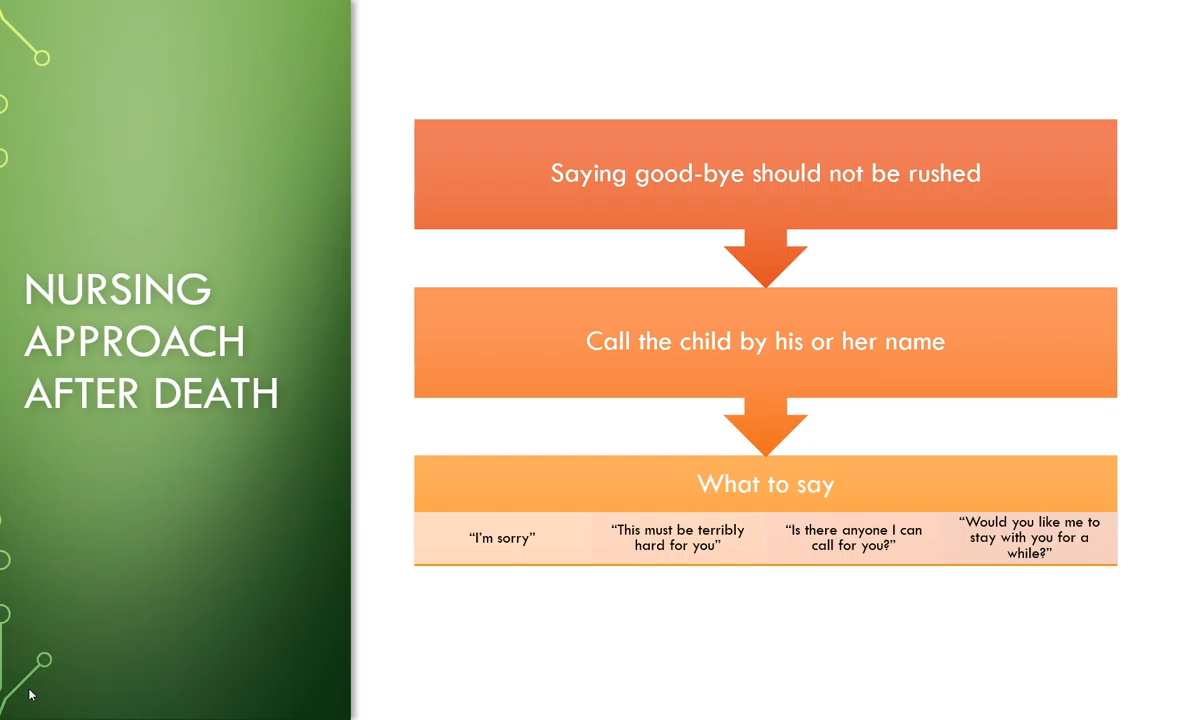 NURSING
APPROACH
AFTER DEATH
Saying good-bye should not be rushed
Call the child by his or her name
What to say
“I’m sorry”
“This must be terribly
hard for you”
“Is there anyone I can
call for you?”
“Would you like me to
stay with you for a
while?”